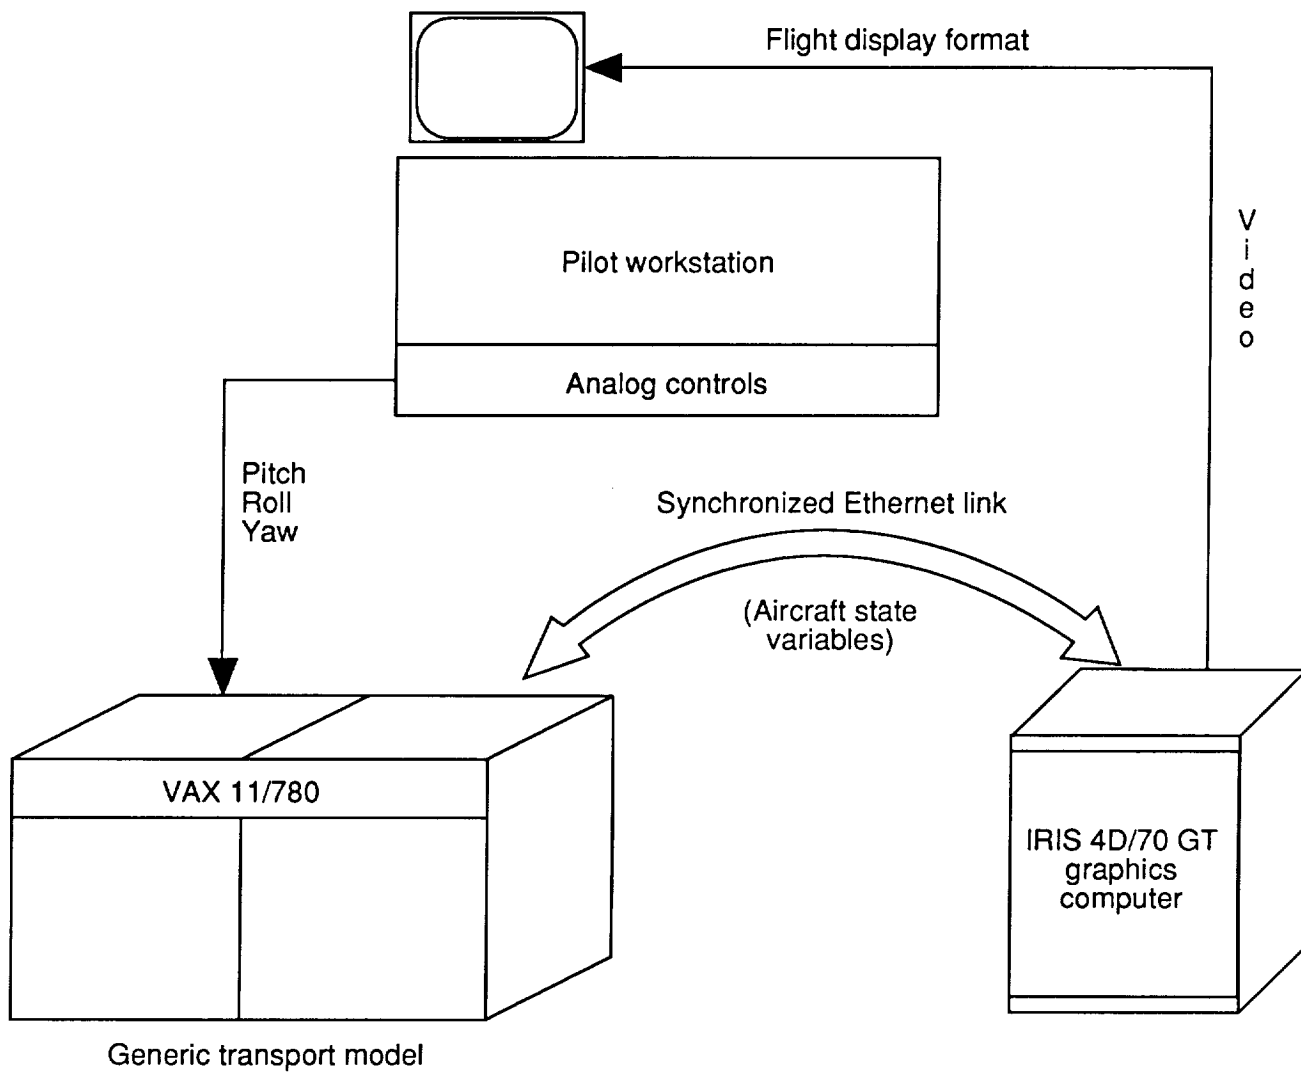 Flight display format
Pilot workstation
Analog controls
Video
Pitch
Roll
Yaw
Synchronized Ethernet link
(Aircraft state
variables)
VAX 11/780
IRIS 4D/70 GT
graphics
computer
Generic transport model